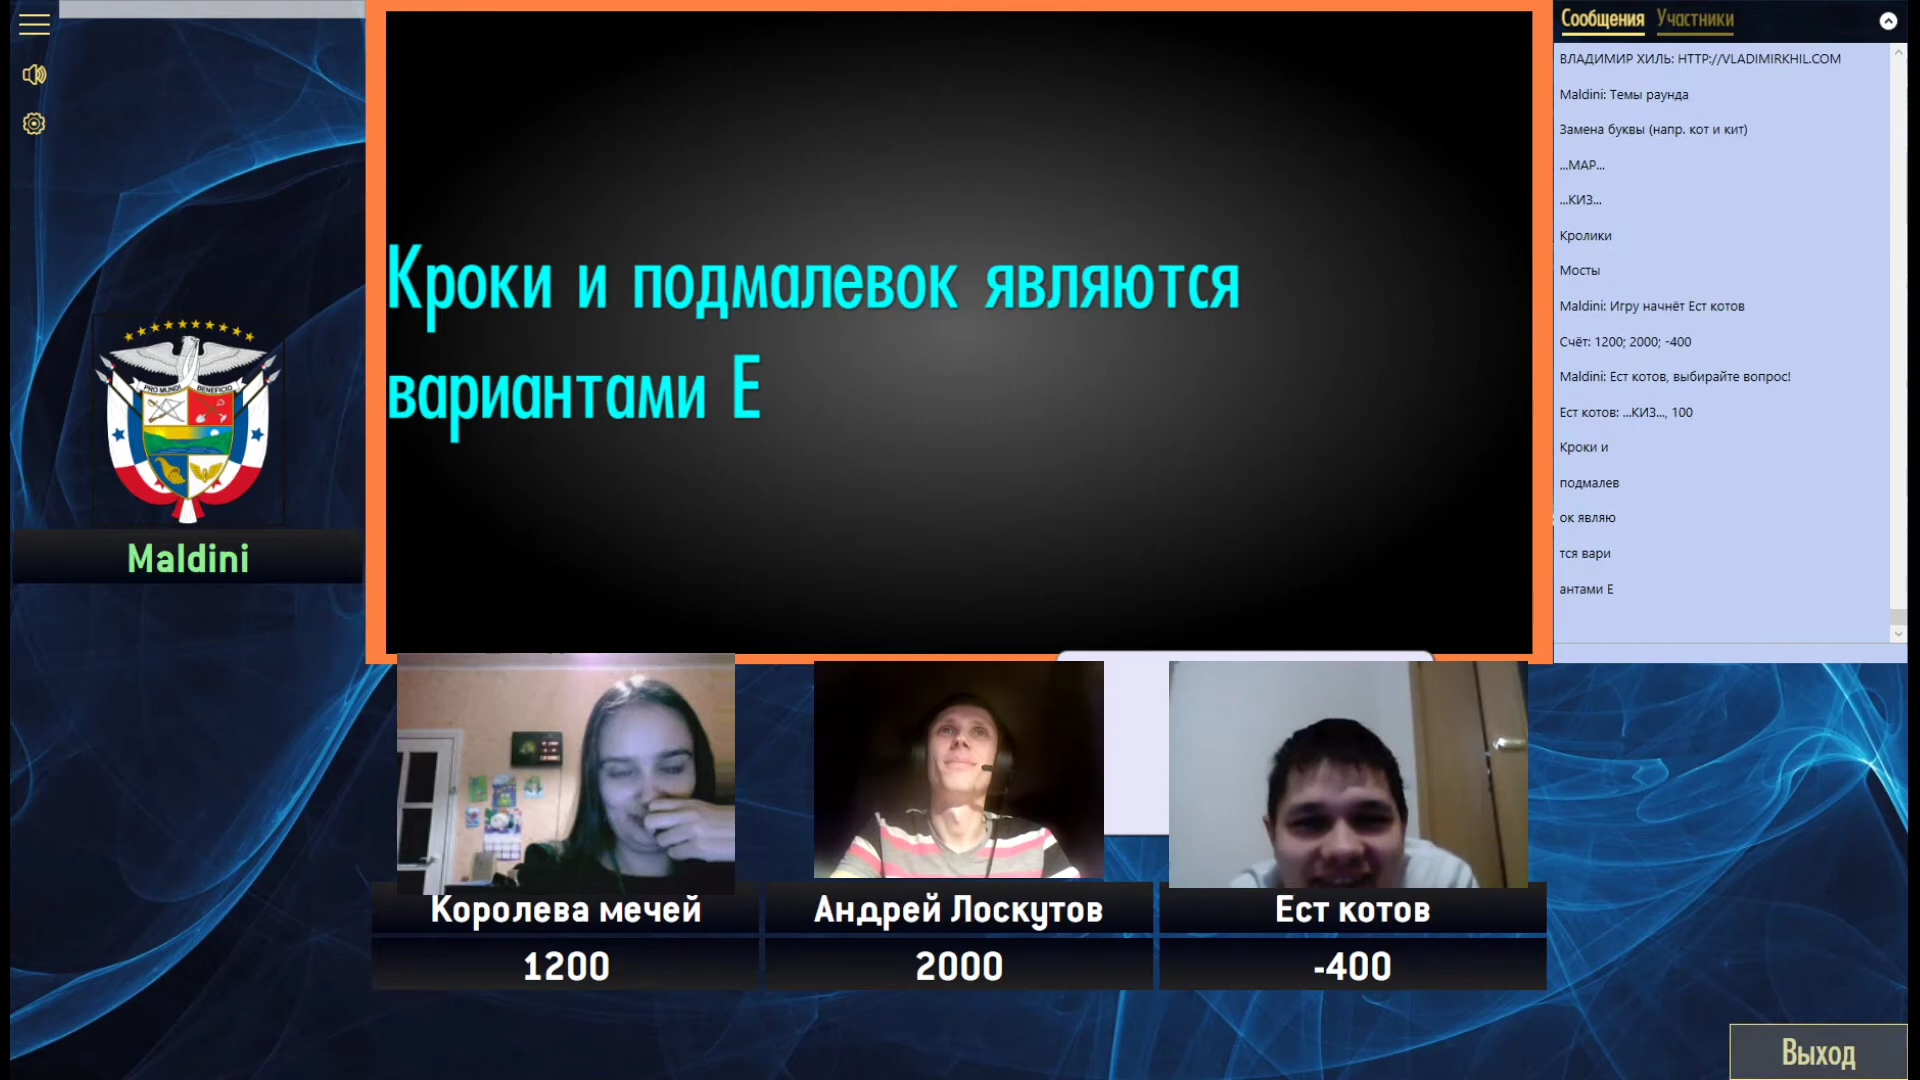 Сообщения Участники
ВЛАДИМИР ХИЛЬ: HTTP://VLADIMIRKHIL.COM
Maldini: Темы раунда
Замена буквы (напр. кот и кит)
...МАР...
...КИЗ...
Кролики
Мосты
Maldini: Игру начнёт Ест котов
Счёт: 1200; 2000; -400
Maldini: Ест котов, выбирайте вопрос!
Ест котов: ...КИЗ..., 100
Кроки и
подмалев
ок являю
тся вари
антами Е
Кроки и подмалевок являются
вариантами Е
PRO MUNDI BENEFICIO
Maldini
Королева мечей
1200
Андрей Лоскутов
2000
Ест котов
-400
Выход